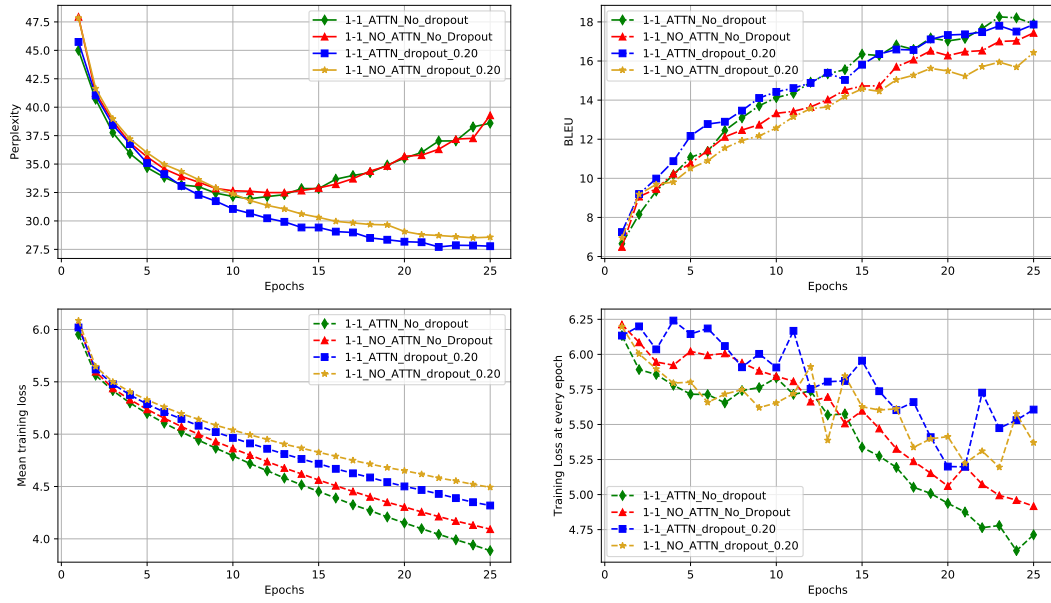 47.5
45.0
42.5
40.0
37.5
35.0
32.5
30.0
27.5
Perplexity
1-1_ATTN_No_dropout
1-1_NO_ATTN_No_Dropout
1-1_ATTN_dropout_0.20
1-1_NO_ATTN_dropout_0.20
0 5 10 15 20 25
Epochs
18
16
14
12
10
8
6
BLEU
1-1_ATTN_No_dropout
1-1_NO_ATTN_No_Dropout
1-1_ATTN_dropout_0.20
1-1_NO_ATTN_dropout_0.20
0 5 10 15 20 25
Epochs
6.0
5.5
5.0
4.5
4.0
Mean training loss
1-1_ATTN_No_dropout
1-1_NO_ATTN_No_Dropout
1-1_ATTN_dropout_0.20
1-1_NO_ATTN_dropout_0.20
0 5 10 15 20 25
Epochs
6.25
6.00
5.75
5.50
5.25
5.00
4.75
Training Loss at every epoch
1-1_ATTN_No_dropout
1-1_NO_ATTN_No_Dropout
1-1_ATTN_dropout_0.20
1-1_NO_ATTN_dropout_0.20
0 5 10 15 20 25
Epochs